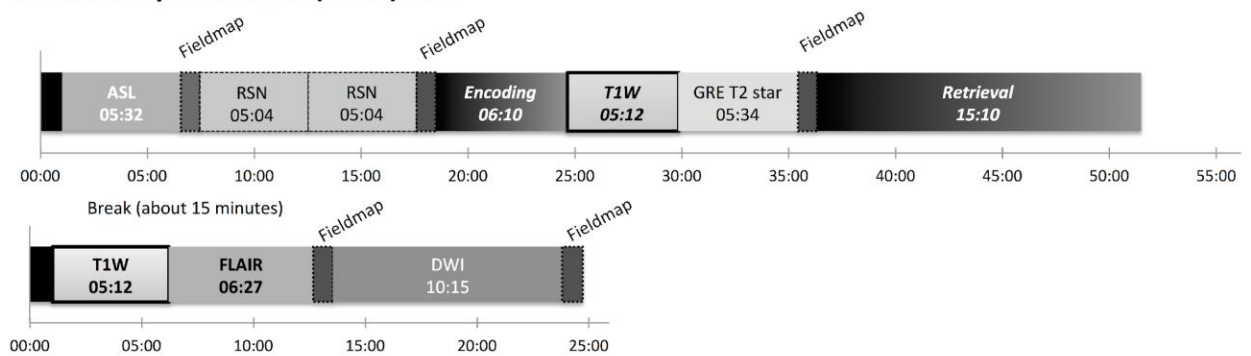 Fieldmap
Fieldmap
Fieldmap
ASL
05:32
RSN
05:04
RSN
05:04
Encoding
06:10
T1W
05:12
GRE T2 star
05:34
Retrieval
15:10
00:00 05:00 10:00 15:00 20:00 25:00 30:00 35:00 40:00 45:00 50:00 55:00
Break (about 15 minutes)
Fieldmap
Fieldmap
T1W
05:12
FLAIR
06:27
DWI
10:15
00:00 05:00 10:00 15:00 20:00 25:00